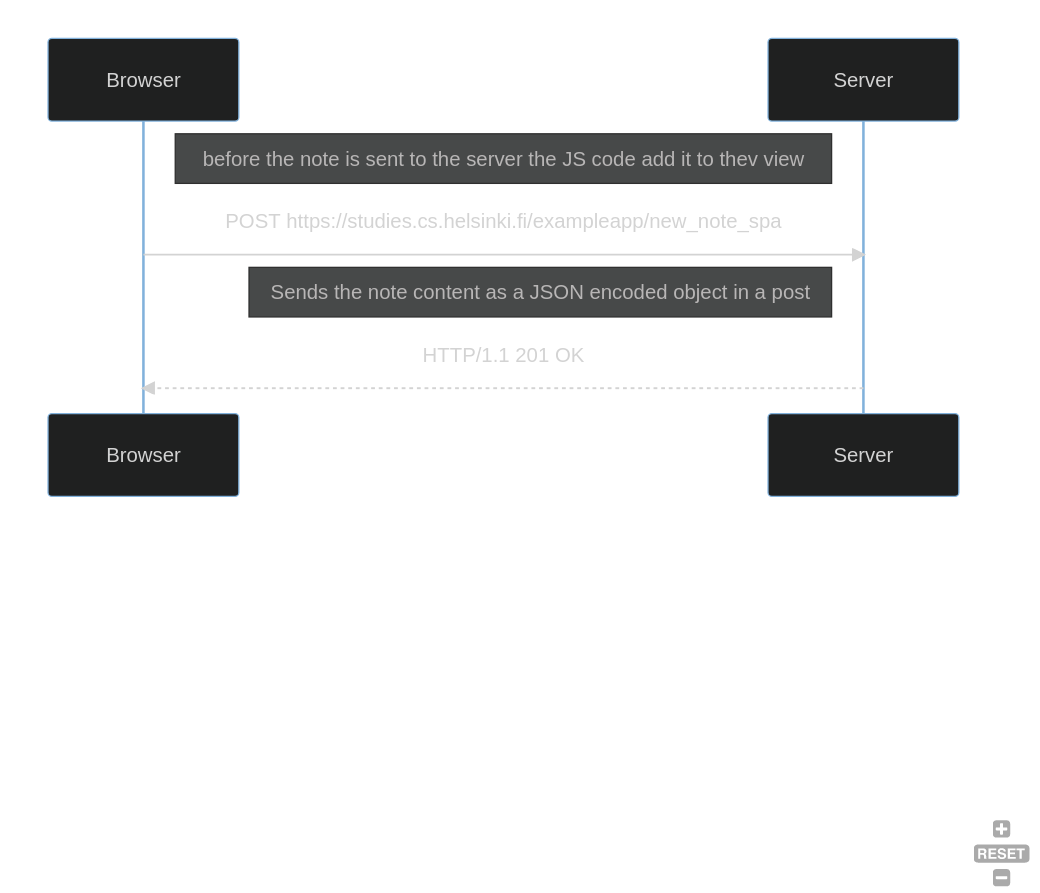 Browser
Server
before the note is sent to the server the JS code add it to thev view
POST https://studies.cs.helsinki.fi/exampleapp/new_note_spa
Sends the note content as a JSON encoded object in a post
HTTP/1.1 201 OK
Browser
Server
RESET